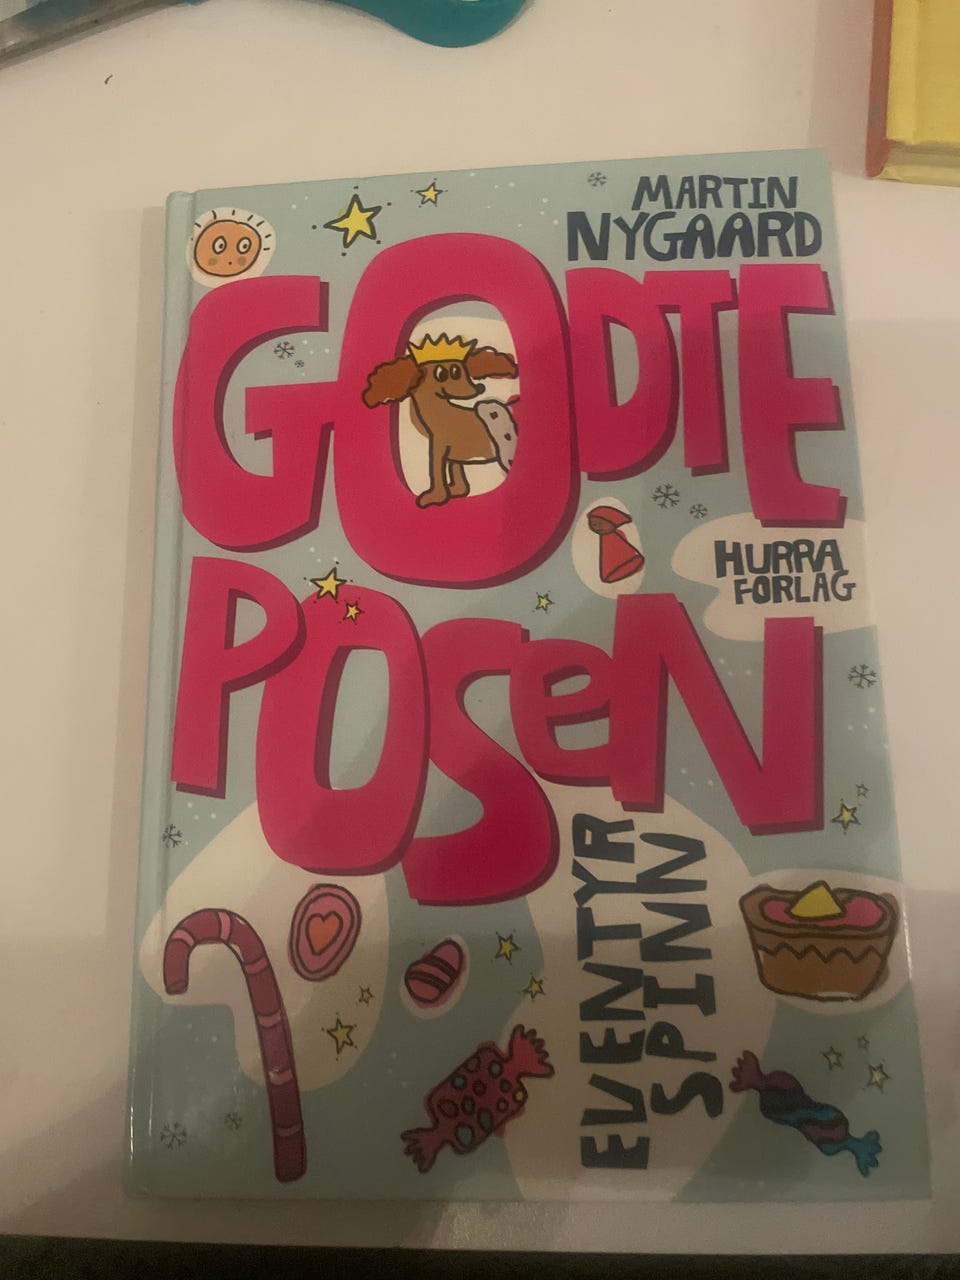 MARTIN
NYGAARD
GODTE
POSeN
HURRA
FORLAG
EVENTYR
SPINN